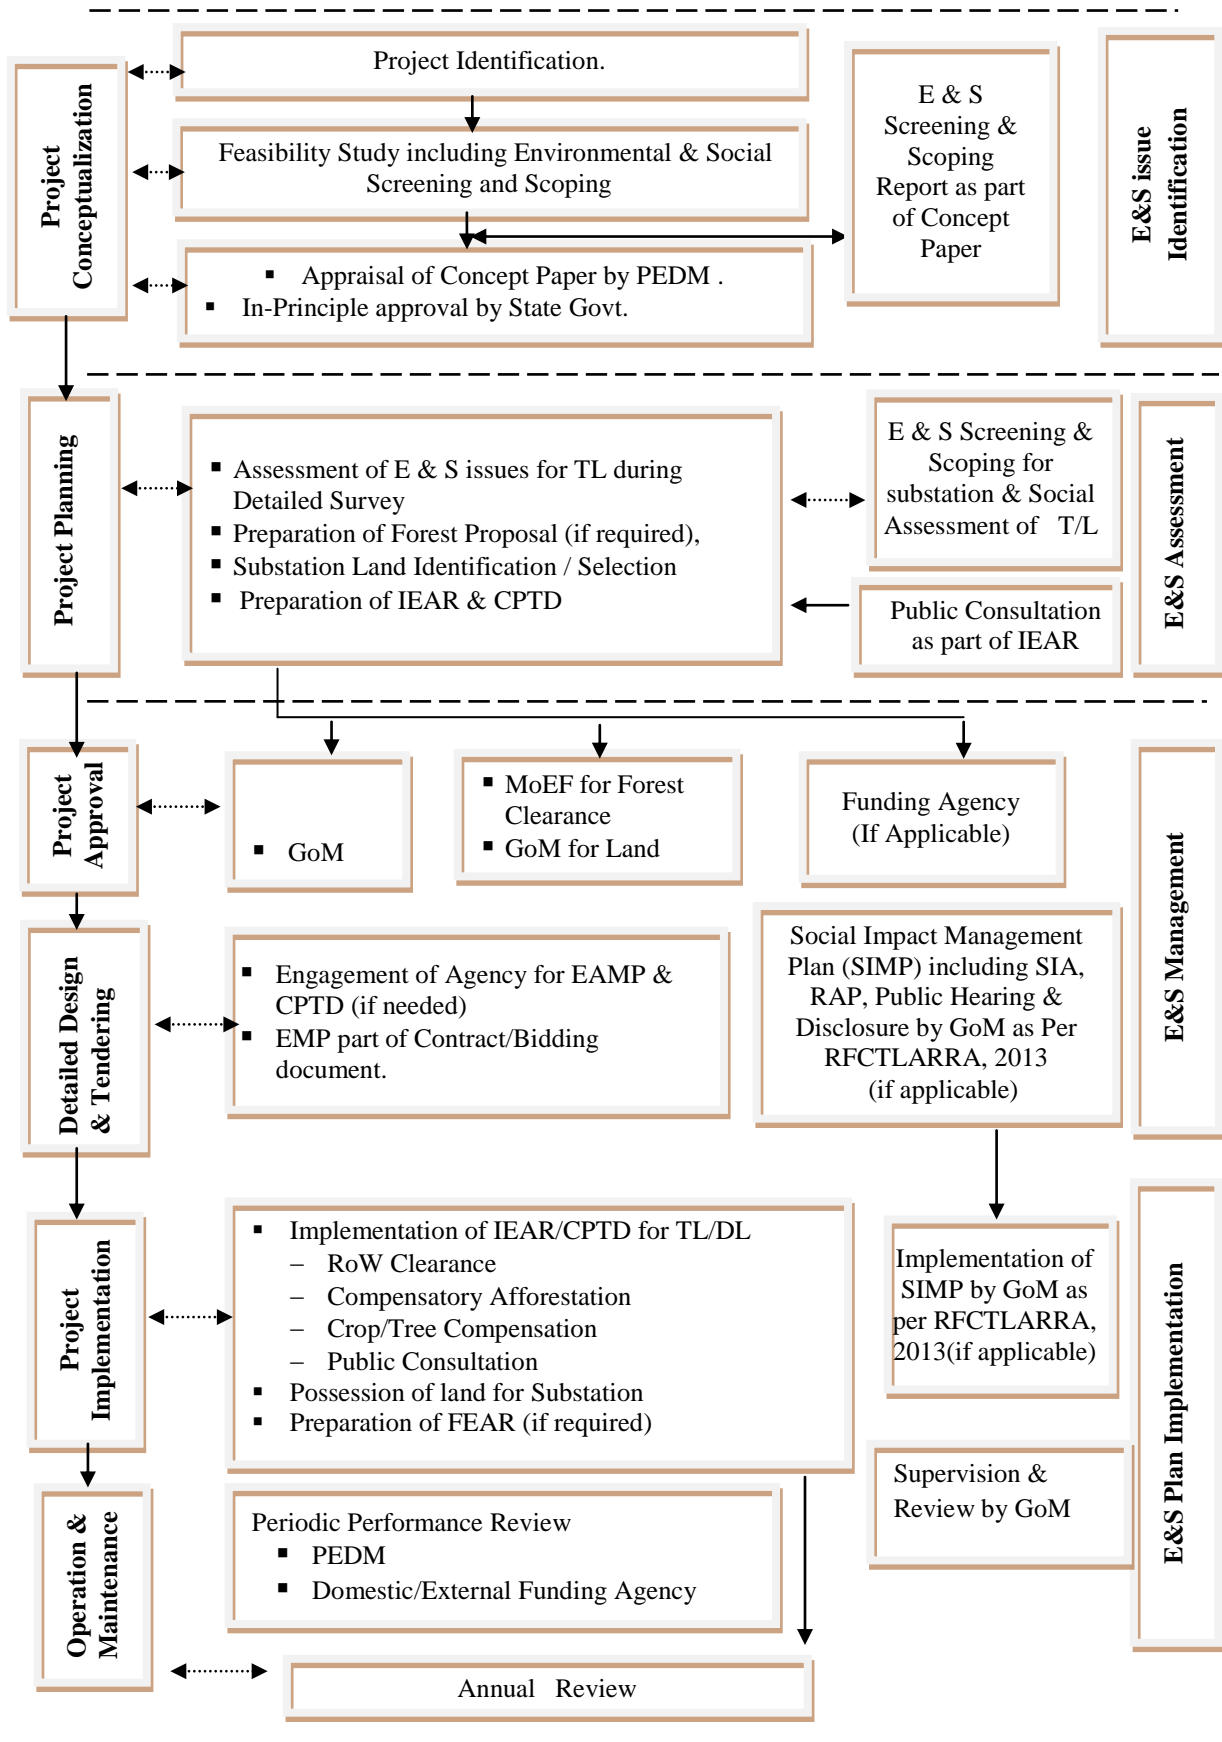 Project
Conceptualization
Project Identification.
Feasibility Study including Environmental & Social
Screening and Scoping
▪ Appraisal of Concept Paper by PEDM .
▪ In-Principle approval by State Govt.
E & S
Screening &
Scoping
Report as part
of Concept
Paper
E&S issue
Identification
Project Planning
▪ Assessment of E & S issues for TL during
Detailed Survey
▪ Preparation of Forest Proposal (if required),
▪ Substation Land Identification / Selection
▪ Preparation of IEAR & CPTD
E & S Screening &
Scoping for
substation & Social
Assessment of T/L
Public Consultation
as part of IEAR
E&S Assessment
Project
Approval
▪ GoM
▪ MoEF for Forest
Clearance
▪ GoM for Land
Funding Agency
(If Applicable)
E&S Management
Detailed Design
& Tendering
▪ Engagement of Agency for EAMP &
CPTD (if needed)
▪ EMP part of Contract/Bidding
document.
Social Impact Management
Plan (SIMP) including SIA,
RAP, Public Hearing &
Disclosure by GoM as Per
RFCTLARRA, 2013
(if applicable)
Project
Implementation
▪ Implementation of IEAR/CPTD for TL/DL
– RoW Clearance
– Compensatory Afforestation
– Crop/Tree Compensation
– Public Consultation
▪ Possession of land for Substation
▪ Preparation of FEAR (if required)
Implementation of
SIMP by GoM as
per RFCTLARRA,
2013(if applicable)
E&S Plan Implementation
Supervision &
Review by GoM
Operation &
Maintenance
Periodic Performance Review
▪ PEDM
▪ Domestic/External Funding Agency
Annual Review